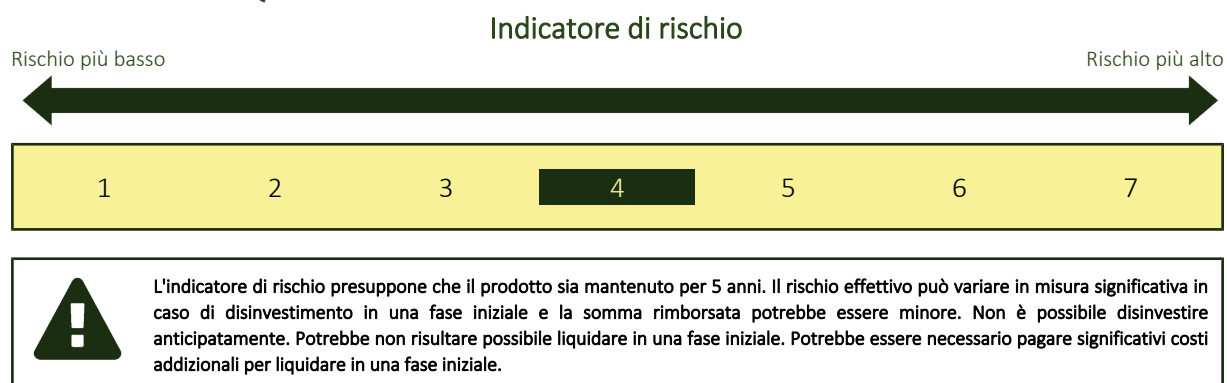 Indicatore di rischio
Rischio più basso
Rischio più alto
1 2 3 4 5 6 7
L'indicatore di rischio presuppone che il prodotto sia mantenuto per 5 anni. Il rischio effettivo può variare in misura significativa in
caso di disinvestimento in una fase iniziale e la somma rimborsata potrebbe essere minore. Non è possibile disinvestire
anticipatamente. Potrebbe non risultare possibile liquidare in una fase iniziale. Potrebbe essere necessario pagare significativi costi
addizionali per liquidare in una fase iniziale.